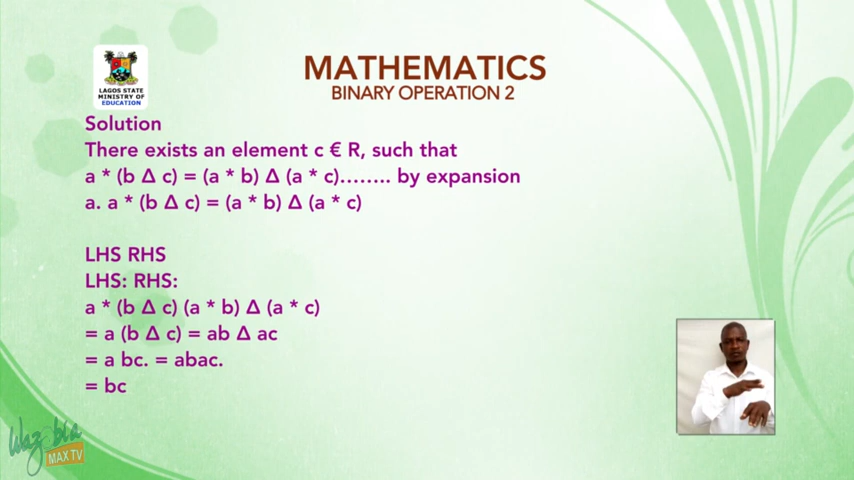 MATHEMATICS
BINARY OPERATION 2
LAGOS STATE
MINISTRY OF
EDUCATION
Solution
There exists an element c € R, such that
a * (b Δ c) = (a * b) Δ (a * c)…….. by expansion
a. a * (b Δ c) = (a * b) Δ (a * c)
LHS RHS
LHS: RHS:
a * (b Δ c) (a * b) Δ (a * c)
= a (b Δ c) = ab Δ ac
= a bc. = abac.
= bc
Wazobia
MAX TV